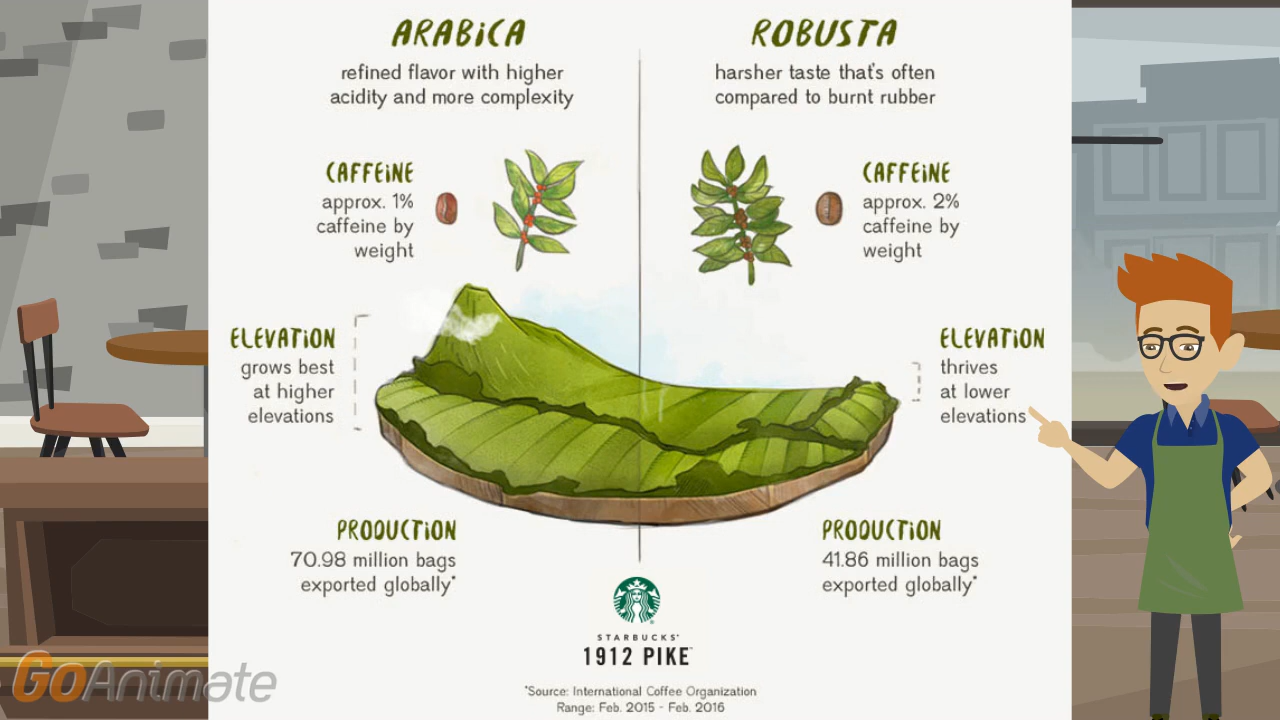 ARABiCA
refined flavor with higher
acidity and more complexity
CAFFEiNE
approx. 1%
caffeine by
weight
ELEVATiON
grows best
at higher
elevations
PRODUCTiON
70.98 million bags
exported globally*
ROBUSTA
harsher taste that's often
compared to burnt rubber
CAFFEiNE
approx. 2%
caffeine by
weight
ELEVATiON
thrives
at lower
elevations
PRODUCTiON
41.86 million bags
exported globally*
STARBUCKS®
1912 PIKE™
*Source: International Coffee Organization
Range: Feb. 2015 - Feb. 2016
GoAnimate